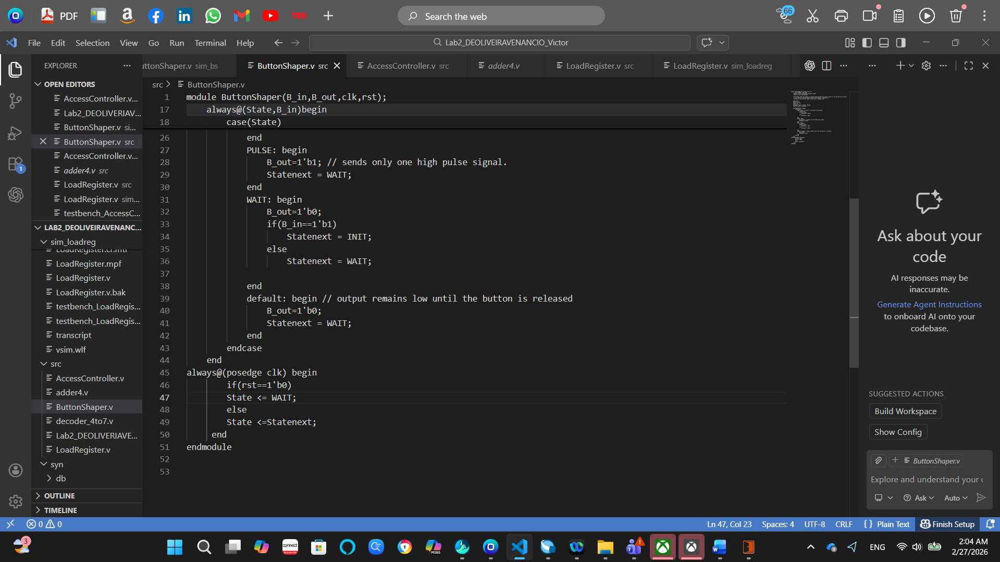 PDF
TED
Search the web
66
File Edit Selection View Go Run Terminal Help
Lab2_DEOLIVEIRAVENANCIO_Victor
EXPLORER
uttonShaper.v sim_bs
ButtonShaper.v src
AccessController.v src
adder4.v
LoadRegister.v src
LoadRegister.v sim_loadreg
src > ButtonShaper.v
OPEN EDITORS
AccessController.v...
Lab2_DEOLIVERIAV...
ButtonShaper.v si...
ButtonShaper.v src
AccessController.v...
adder4.v src
LoadRegister.v src
LoadRegister.v sim...
testbench_AccessC...
LAB2_DEOLIVEIRAVENANC...
sim_loadreg
LoadRegister.cr.mti
LoadRegister.mpf
LoadRegister.v
LoadRegister.v.bak
testbench_LoadRegis...
testbench_LoadRegis...
transcript
vsim.wlf
src
AccessController.v
adder4.v
ButtonShaper.v
decoder_4to7.v
Lab2_DEOLIVERIAVE...
LoadRegister.v
syn
db
OUTLINE
TIMELINE
1
1 module ButtonShaper(B_in,B_out,clk,rst);
17 always@(State,B_in)begin
18 case(State)
26 end
27 PULSE: begin
28 B_out=1'b1; // sends only one high pulse signal.
29 Statenext = WAIT;
30 end
31 WAIT: begin
32 B_out=1'b0;
33 if(B_in==1'b1)
34 Statenext = INIT;
35 else
36 Statenext = WAIT;
37
38 end
39 default: begin // output remains low until the button is released
40 B_out=1'b0;
41 Statenext = WAIT;
42 end
43 endcase
44 end
45 always@(posedge clk) begin
46 if(rst==1'b0)
47 State <= WAIT;
48 else
49 State <=Statenext;
50 end
51 endmodule
52
53
Ask about your
code
AI responses may be
inaccurate.
Generate Agent Instructions
to onboard AI onto your
codebase.
SUGGESTED ACTIONS
Build Workspace
Show Config
ButtonShaper.v
Explore and understand your c
Ask
Auto
0 0
Ln 47, Col 23 Spaces: 4 UTF-8 CRLF { } Plain Text Finish Setup
3
connect
M365
ENG
2:04 AM
2/27/2026